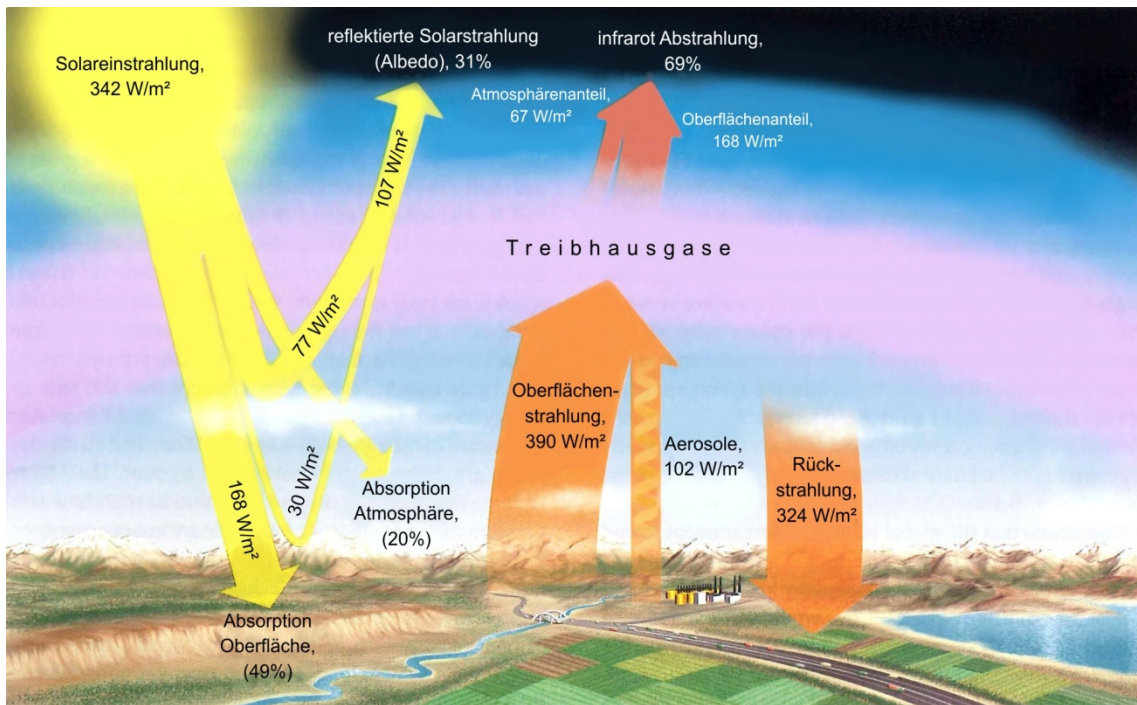 Solareinstrahlung,
342 W/m²
reflektierte Solarstrahlung
(Albedo), 31%
infrarot Abstrahlung,
69%
Atmosphärenanteil,
67 W/m²
Oberflächenanteil,
168 W/m²
107 W/m²
Treibhausgase
77 W/m²
Oberflächen-
strahlung,
390 W/m²
Aerosole,
102 W/m²
Rück-
strahlung,
324 W/m²
168 W/m²
30 W/m²
Absorption
Atmosphäre,
(20%)
Absorption
Oberfläche,
(49%)